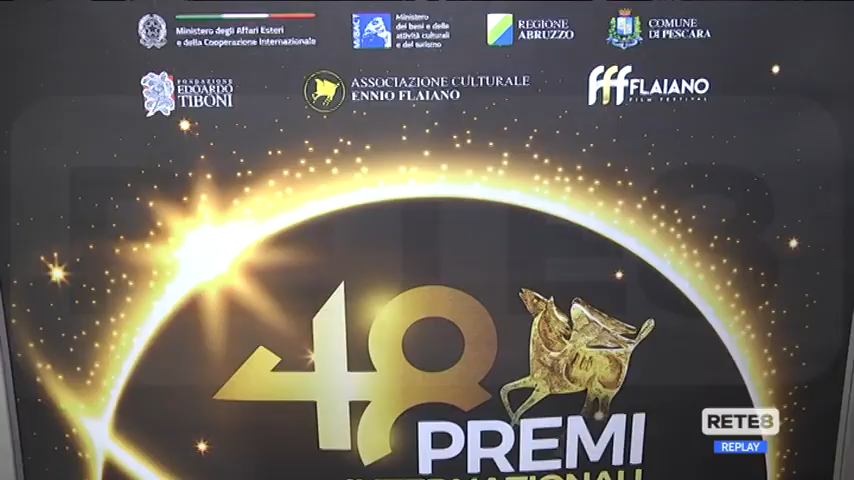 Ministero degli Affari Esteri
e della Cooperazione Internazionale
MiBACT
Ministero
dei beni e delle
attività culturali
e del turismo
REGIONE
ABRUZZO
COMUNE
DI PESCARA
FONDAZIONE
EDOARDO
TIBONI
ASSOCIAZIONE CULTURALE
ENNIO FLAIANO
fff FLAIANO
FILM FESTIVAL
48
PREMI
INTERNAZIONALI
RETE8
REPLAY